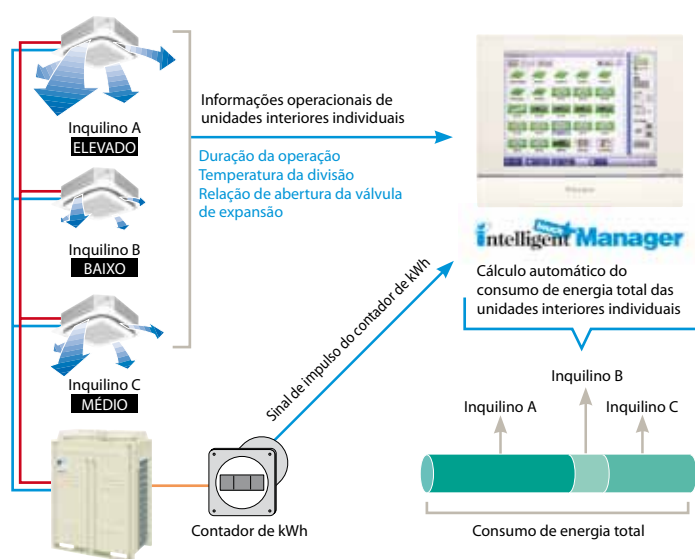 Inquilino A
ELEVADO
Inquilino B
BAIXO
Inquilino C
MÉDIO
Informações operacionais de
unidades interiores individuais
Duração da operação
Temperatura da divisão
Relação de abertura da válvula
de expansão
Sinal de impulso do contador de kWh
Contador de kWh
intelligent Manager
Cálculo automático do
consumo de energia total das
unidades interiores individuais
Inquilino B
Inquilino A
Inquilino C
Consumo de energia total